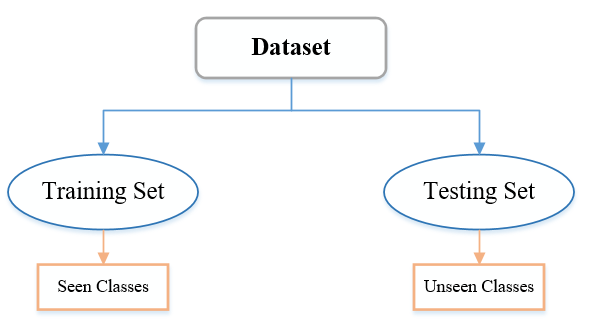 Dataset
Training Set
Testing Set
Seen Classes
Unseen Classes